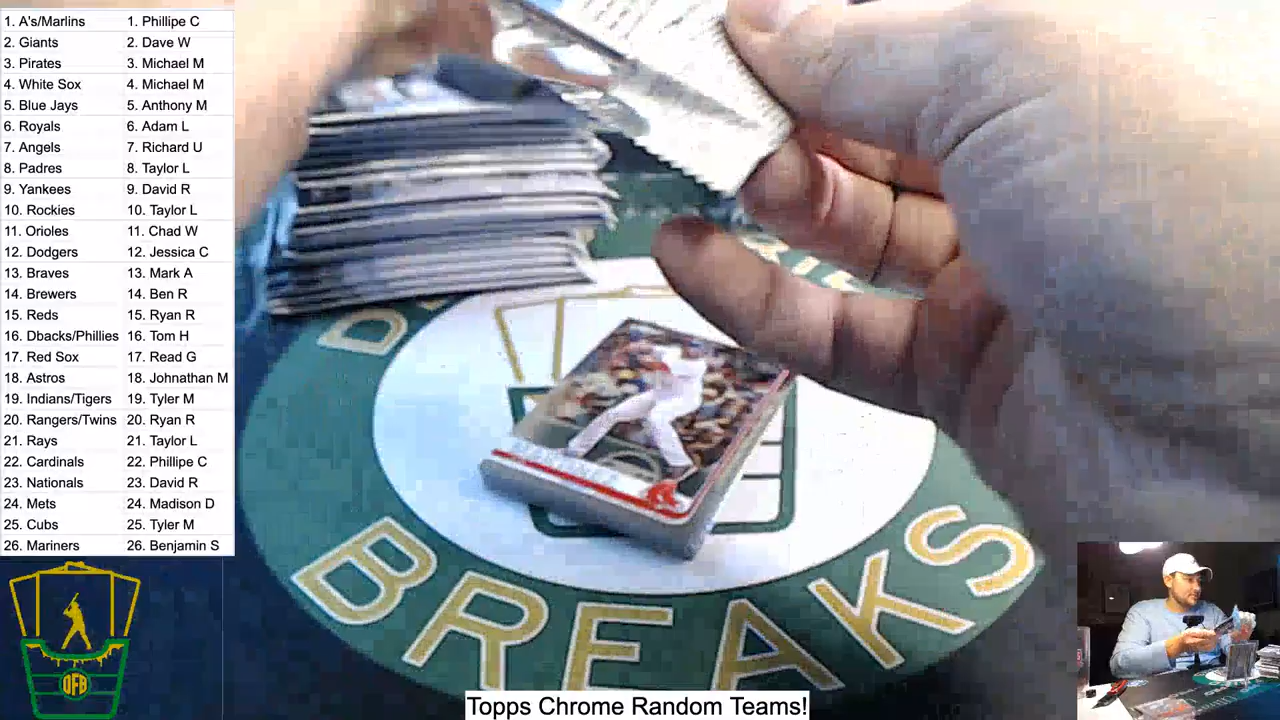 1. A's/Marlins 1. Phillipe C
2. Giants 2. Dave W
3. Pirates 3. Michael M
4. White Sox 4. Michael M
5. Blue Jays 5. Anthony M
6. Royals 6. Adam L
7. Angels 7. Richard U
8. Padres 8. Taylor L
9. Yankees 9. David R
10. Rockies 10. Taylor L
11. Orioles 11. Chad W
12. Dodgers 12. Jessica C
13. Braves 13. Mark A
14. Brewers 14. Ben R
15. Reds 15. Ryan R
16. Dbacks/Phillies 16. Tom H
17. Red Sox 17. Read G
18. Astros 18. Johnathan M
19. Indians/Tigers 19. Tyler M
20. Rangers/Twins 20. Ryan R
21. Rays 21. Taylor L
22. Cardinals 22. Phillipe C
23. Nationals 23. David R
24. Mets 24. Madison D
25. Cubs 25. Tyler M
26. Mariners 26. Benjamin S
BREAKS
DFB
Topps Chrome Random Teams!